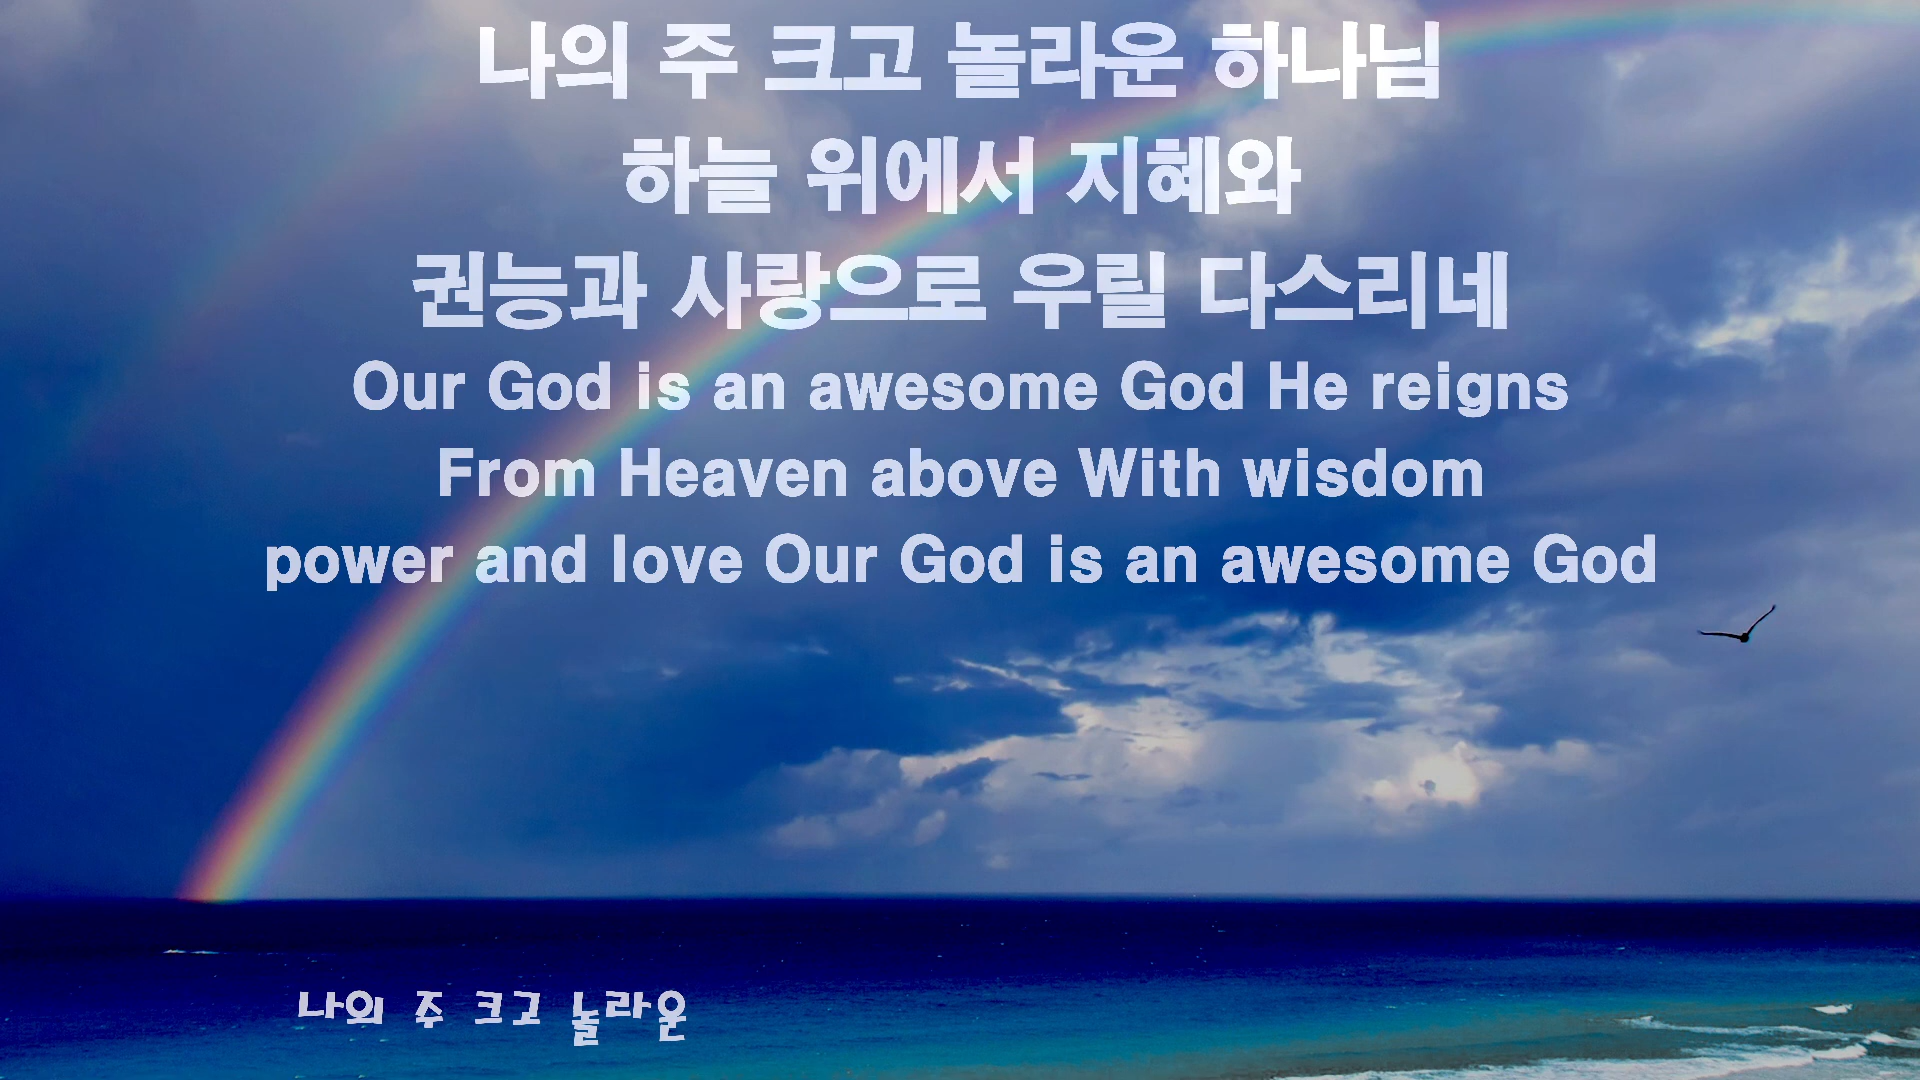 나의 주 크고 놀라운 하나님
하늘 위에서 지혜와
권능과 사랑으로 우릴 다스리네
Our God is an awesome God He reigns
From Heaven above With wisdom
power and love Our God is an awesome God
나의 주 크고 놀라운